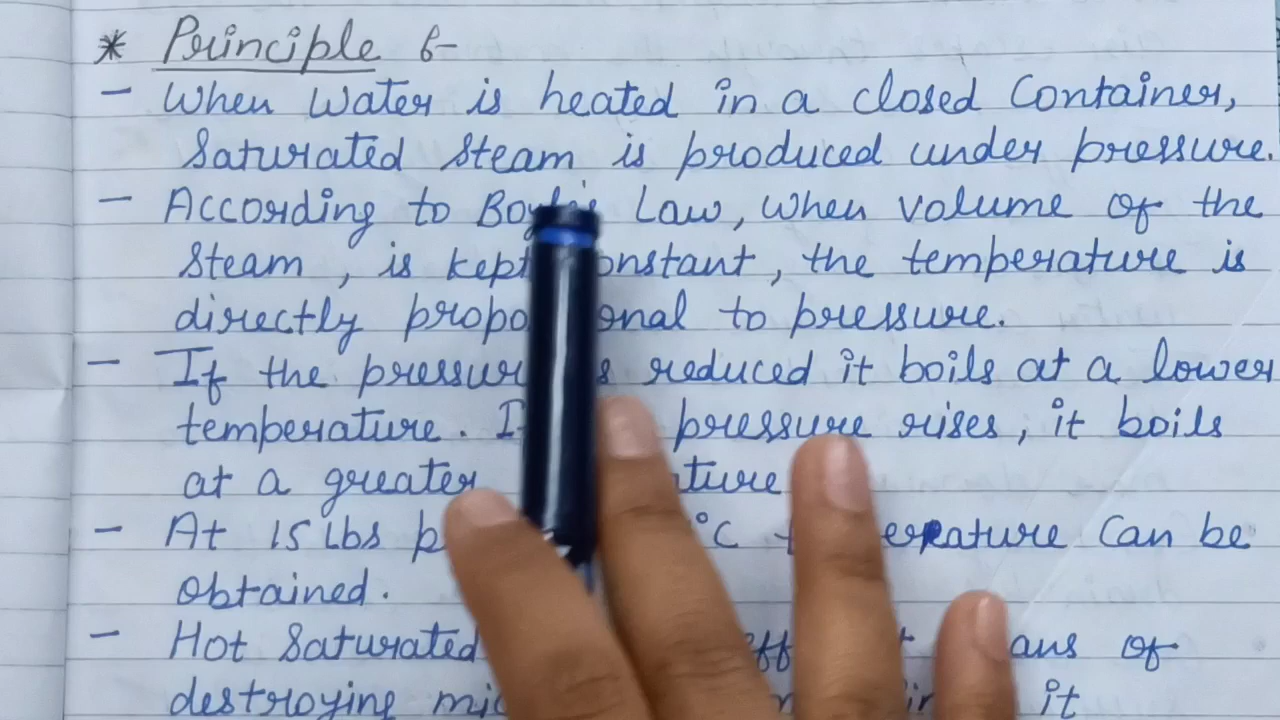 * Principle :-
- When Water is heated in a closed Container,
Saturated Steam is produced under pressure.
- According to Boyle's Law, when volume of the
Steam, is kept constant, the temperature is
directly proportional to pressure.
- If the pressure is reduced it boils at a lower
temperature. If pressure rises, it boils
at a greater
- At 15 lbs °C temperature can be
obtained.
- Hot Saturated of
destroying it